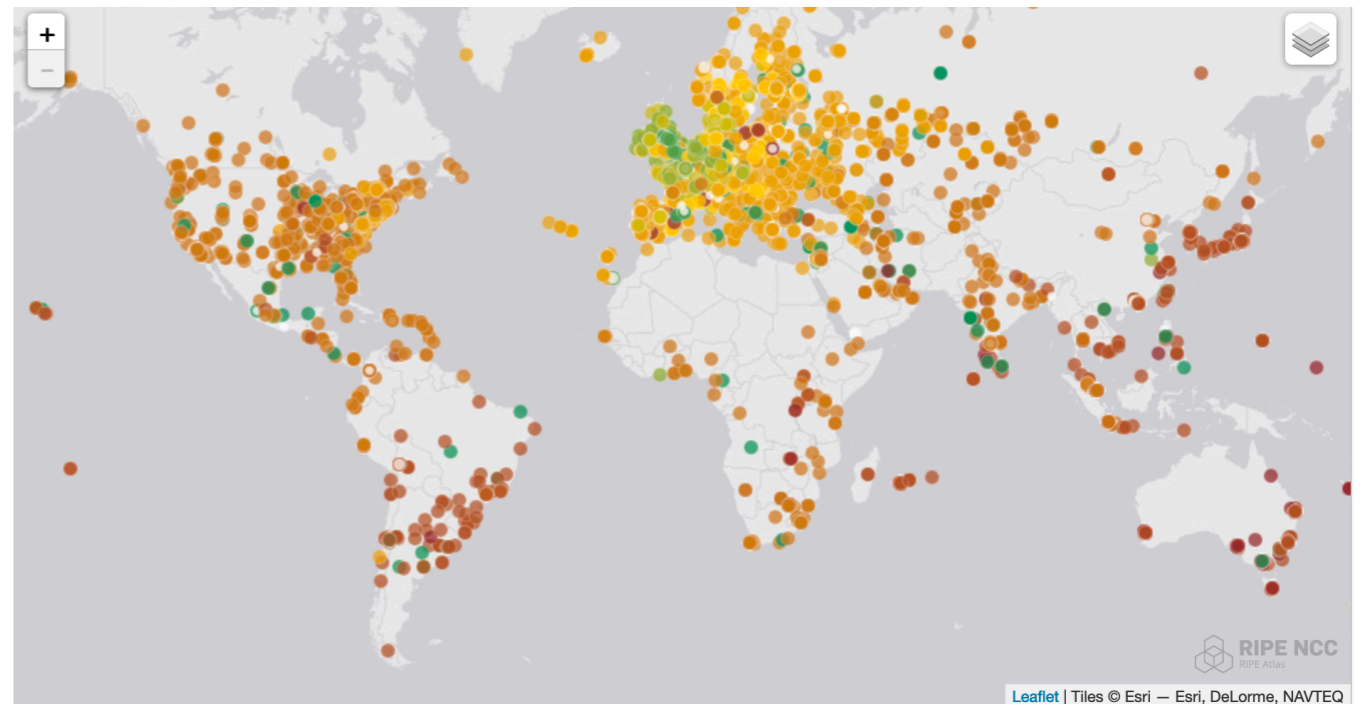 +
−
RIPE NCC
RIPE Atlas
Leaflet | Tiles © Esri — Esri, DeLorme, NAVTEQ